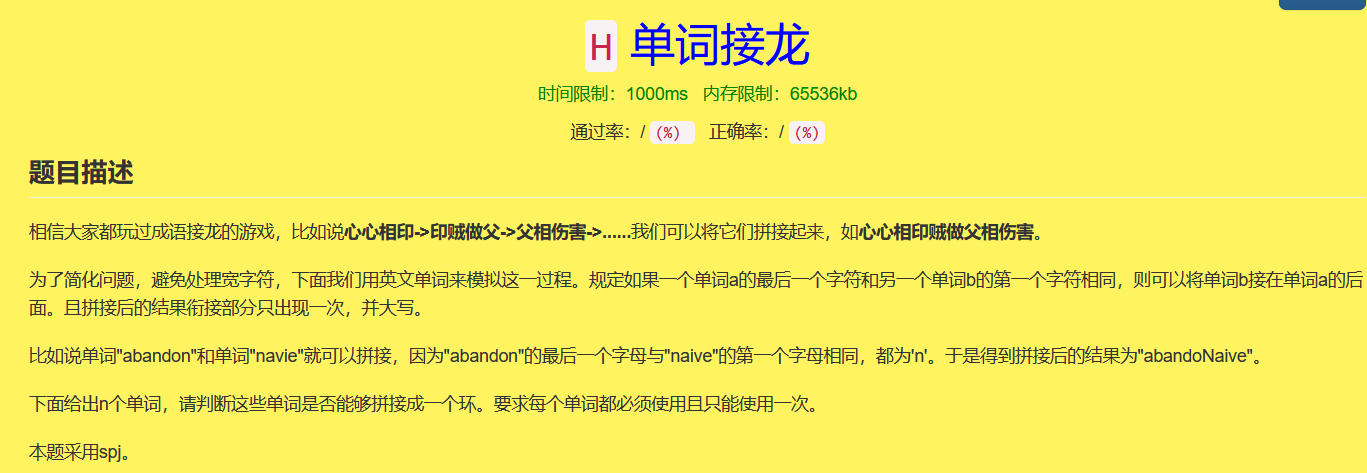 H 单词接龙
时间限制：1000ms 内存限制：65536kb
通过率：/ (%) 正确率：/ (%)
题目描述
相信大家都玩过成语接龙的游戏，比如说心心相印->印贼做父->父相伤害->......我们可以将它们拼接起来，如心心相印贼做父相伤害。
为了简化问题，避免处理宽字符，下面我们用英文单词来模拟这一过程。规定如果一个单词a的最后一个字符和另一个单词b的第一个字符相同，则可以将单词b接在单词a的后
面。且拼接后的结果衔接部分只出现一次，并大写。
比如说单词"abandon"和单词"navie"就可以拼接，因为"abandon"的最后一个字母与"naive"的第一个字母相同，都为'n'。于是得到拼接后的结果为"abandoNaive"。
下面给出n个单词，请判断这些单词是否能够拼接成一个环。要求每个单词都必须使用且只能使用一次。
本题采用spj。